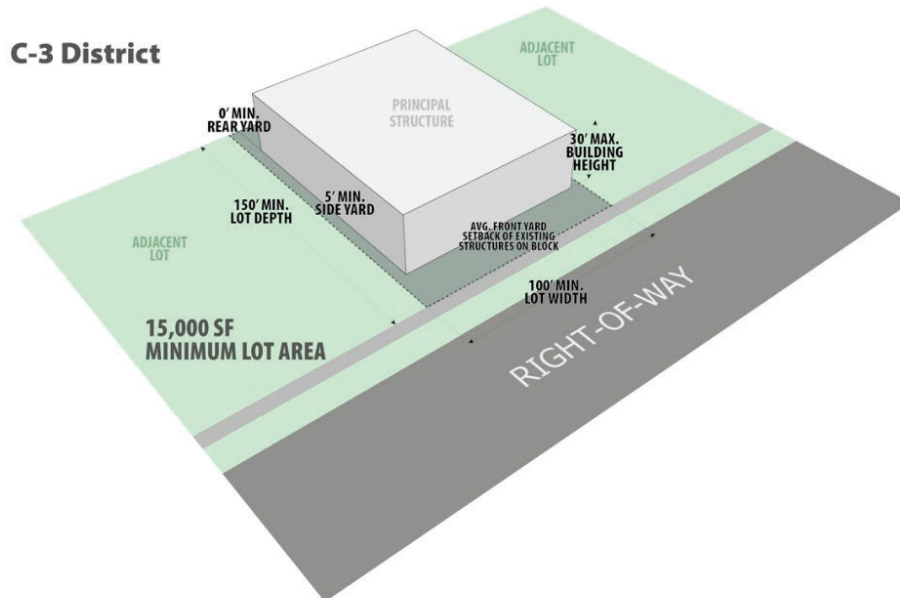 C-3 District
ADJACENT
LOT
PRINCIPAL
STRUCTURE
0' MIN.
REAR YARD
30' MAX.
BUILDING
HEIGHT
150' MIN.
LOT DEPTH
5' MIN.
SIDE YARD
AVG. FRONT YARD
SETBACK OF EXISTING
STRUCTURES ON BLOCK
ADJACENT
LOT
100' MIN.
LOT WIDTH
15,000 SF
MINIMUM LOT AREA
RIGHT-OF-WAY